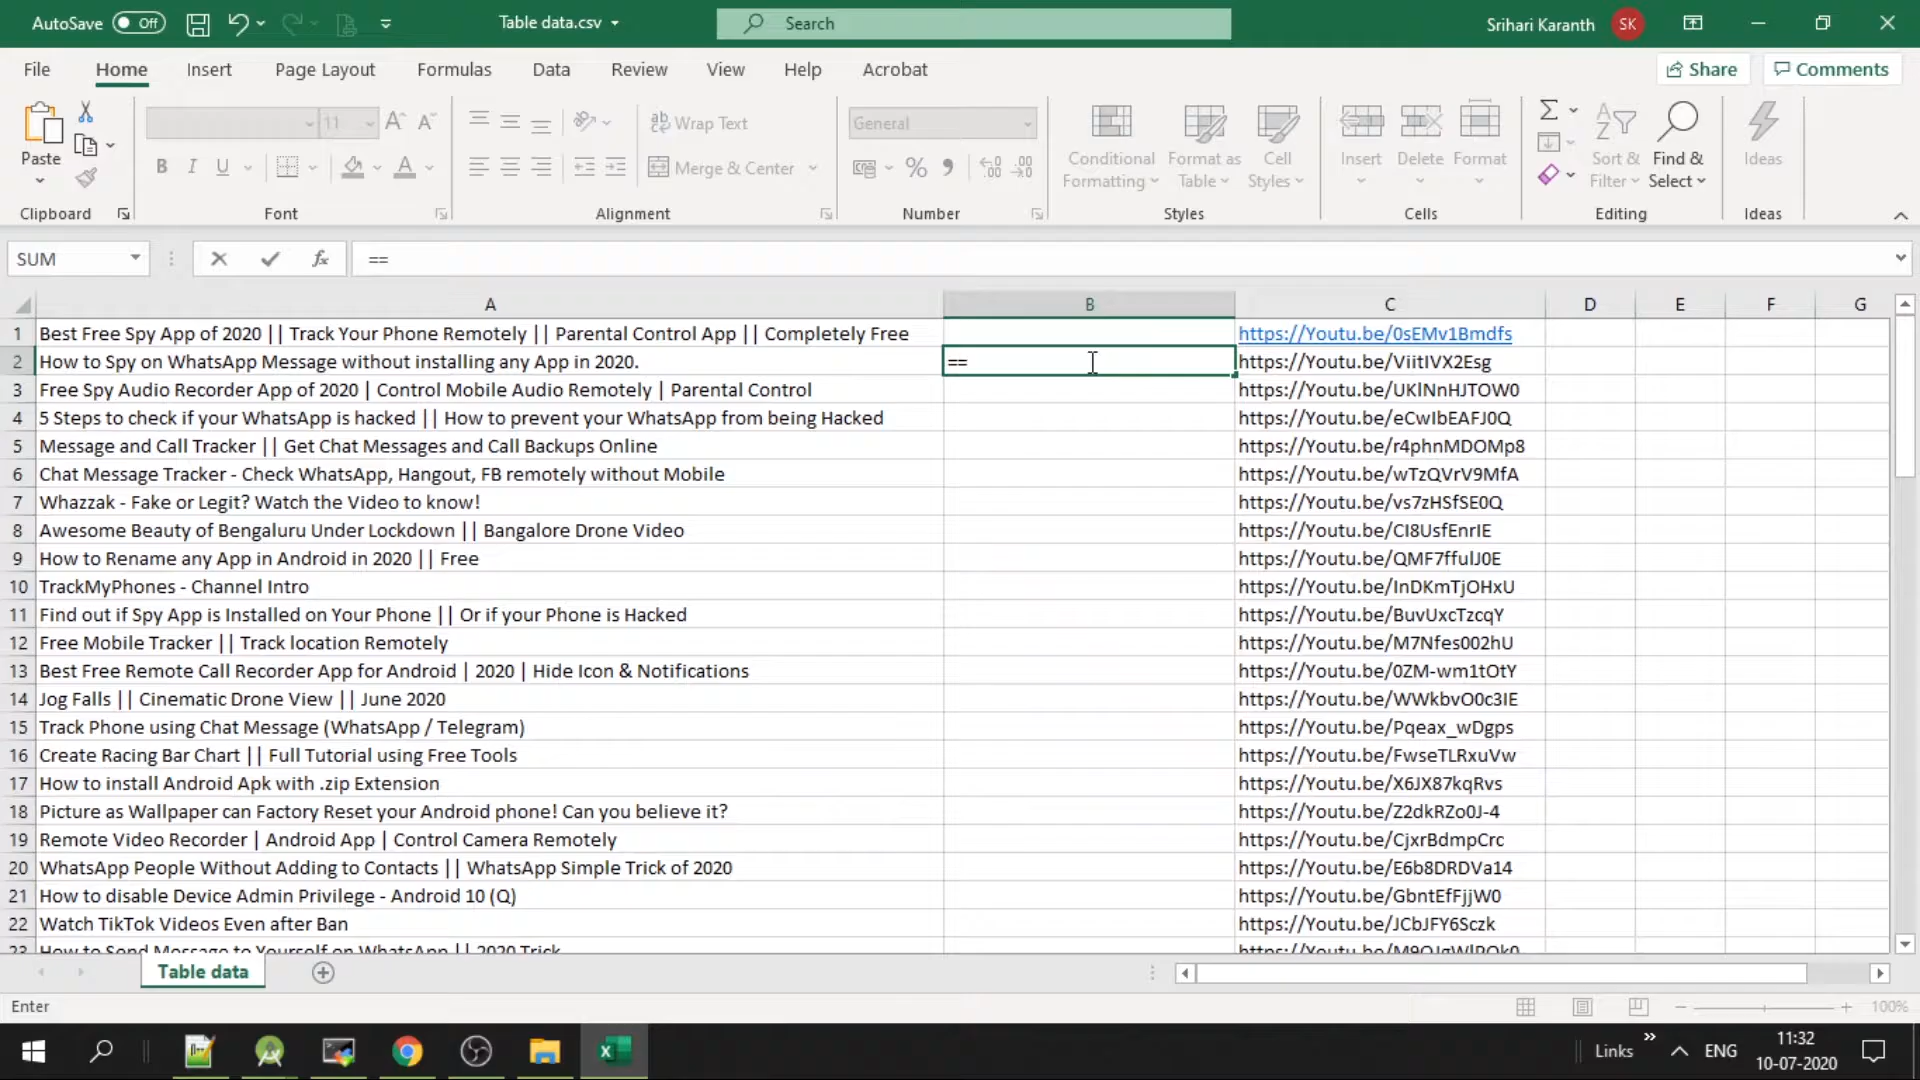 AutoSave Off Table data.csv Search Srihari Karanth SK
File Home Insert Page Layout Formulas Data Review View Help Acrobat Share Comments
11 A A ab Wrap Text General Σ
Paste B I U A Merge & Center % Conditional Formatting Format as Table Cell Styles Insert Delete Format Sort & Filter Find & Select Ideas
Clipboard Font Alignment Number Styles Cells Editing Ideas
SUM fx ==
A B C D E F G
1 Best Free Spy App of 2020 || Track Your Phone Remotely || Parental Control App || Completely Free https://Youtu.be/0sEMv1Bmdfs
2 How to Spy on WhatsApp Message without installing any App in 2020. == https://Youtu.be/ViitIVX2Esg
3 Free Spy Audio Recorder App of 2020 | Control Mobile Audio Remotely | Parental Control https://Youtu.be/UKlNnHJTOW0
4 5 Steps to check if your WhatsApp is hacked || How to prevent your WhatsApp from being Hacked https://Youtu.be/eCwIbEAFJ0Q
5 Message and Call Tracker || Get Chat Messages and Call Backups Online https://Youtu.be/r4phnMDOMp8
6 Chat Message Tracker - Check WhatsApp, Hangout, FB remotely without Mobile https://Youtu.be/wTzQVrV9MfA
7 Whazzak - Fake or Legit? Watch the Video to know! https://Youtu.be/vs7zHSfSE0Q
8 Awesome Beauty of Bengaluru Under Lockdown || Bangalore Drone Video https://Youtu.be/CI8UsfEnrIE
9 How to Rename any App in Android in 2020 || Free https://Youtu.be/QMF7ffulJ0E
10 TrackMyPhones - Channel Intro https://Youtu.be/InDKmTjOHxU
11 Find out if Spy App is Installed on Your Phone || Or if your Phone is Hacked https://Youtu.be/BuvUxcTzcqY
12 Free Mobile Tracker || Track location Remotely https://Youtu.be/M7Nfes002hU
13 Best Free Remote Call Recorder App for Android | 2020 | Hide Icon & Notifications https://Youtu.be/0ZM-wm1tOtY
14 Jog Falls || Cinematic Drone View || June 2020 https://Youtu.be/WWkbvO0c3IE
15 Track Phone using Chat Message (WhatsApp / Telegram) https://Youtu.be/Pqeax_wDgps
16 Create Racing Bar Chart || Full Tutorial using Free Tools https://Youtu.be/FwseTLRxuVw
17 How to install Android Apk with .zip Extension https://Youtu.be/X6JX87kqRvs
18 Picture as Wallpaper can Factory Reset your Android phone! Can you believe it? https://Youtu.be/Z2dkRZo0J-4
19 Remote Video Recorder | Android App | Control Camera Remotely https://Youtu.be/CjxrBdmpCrc
20 WhatsApp People Without Adding to Contacts || WhatsApp Simple Trick of 2020 https://Youtu.be/E6b8DRDVa14
21 How to disable Device Admin Privilege - Android 10 (Q) https://Youtu.be/GbntEfFjjW0
22 Watch TikTok Videos Even after Ban https://Youtu.be/JCbJFY6Sczk
23 How to Send Message to Yourself on WhatsApp || 2020 Trick
Table data
Enter 100%
Links ENG 11:32
10-07-2020